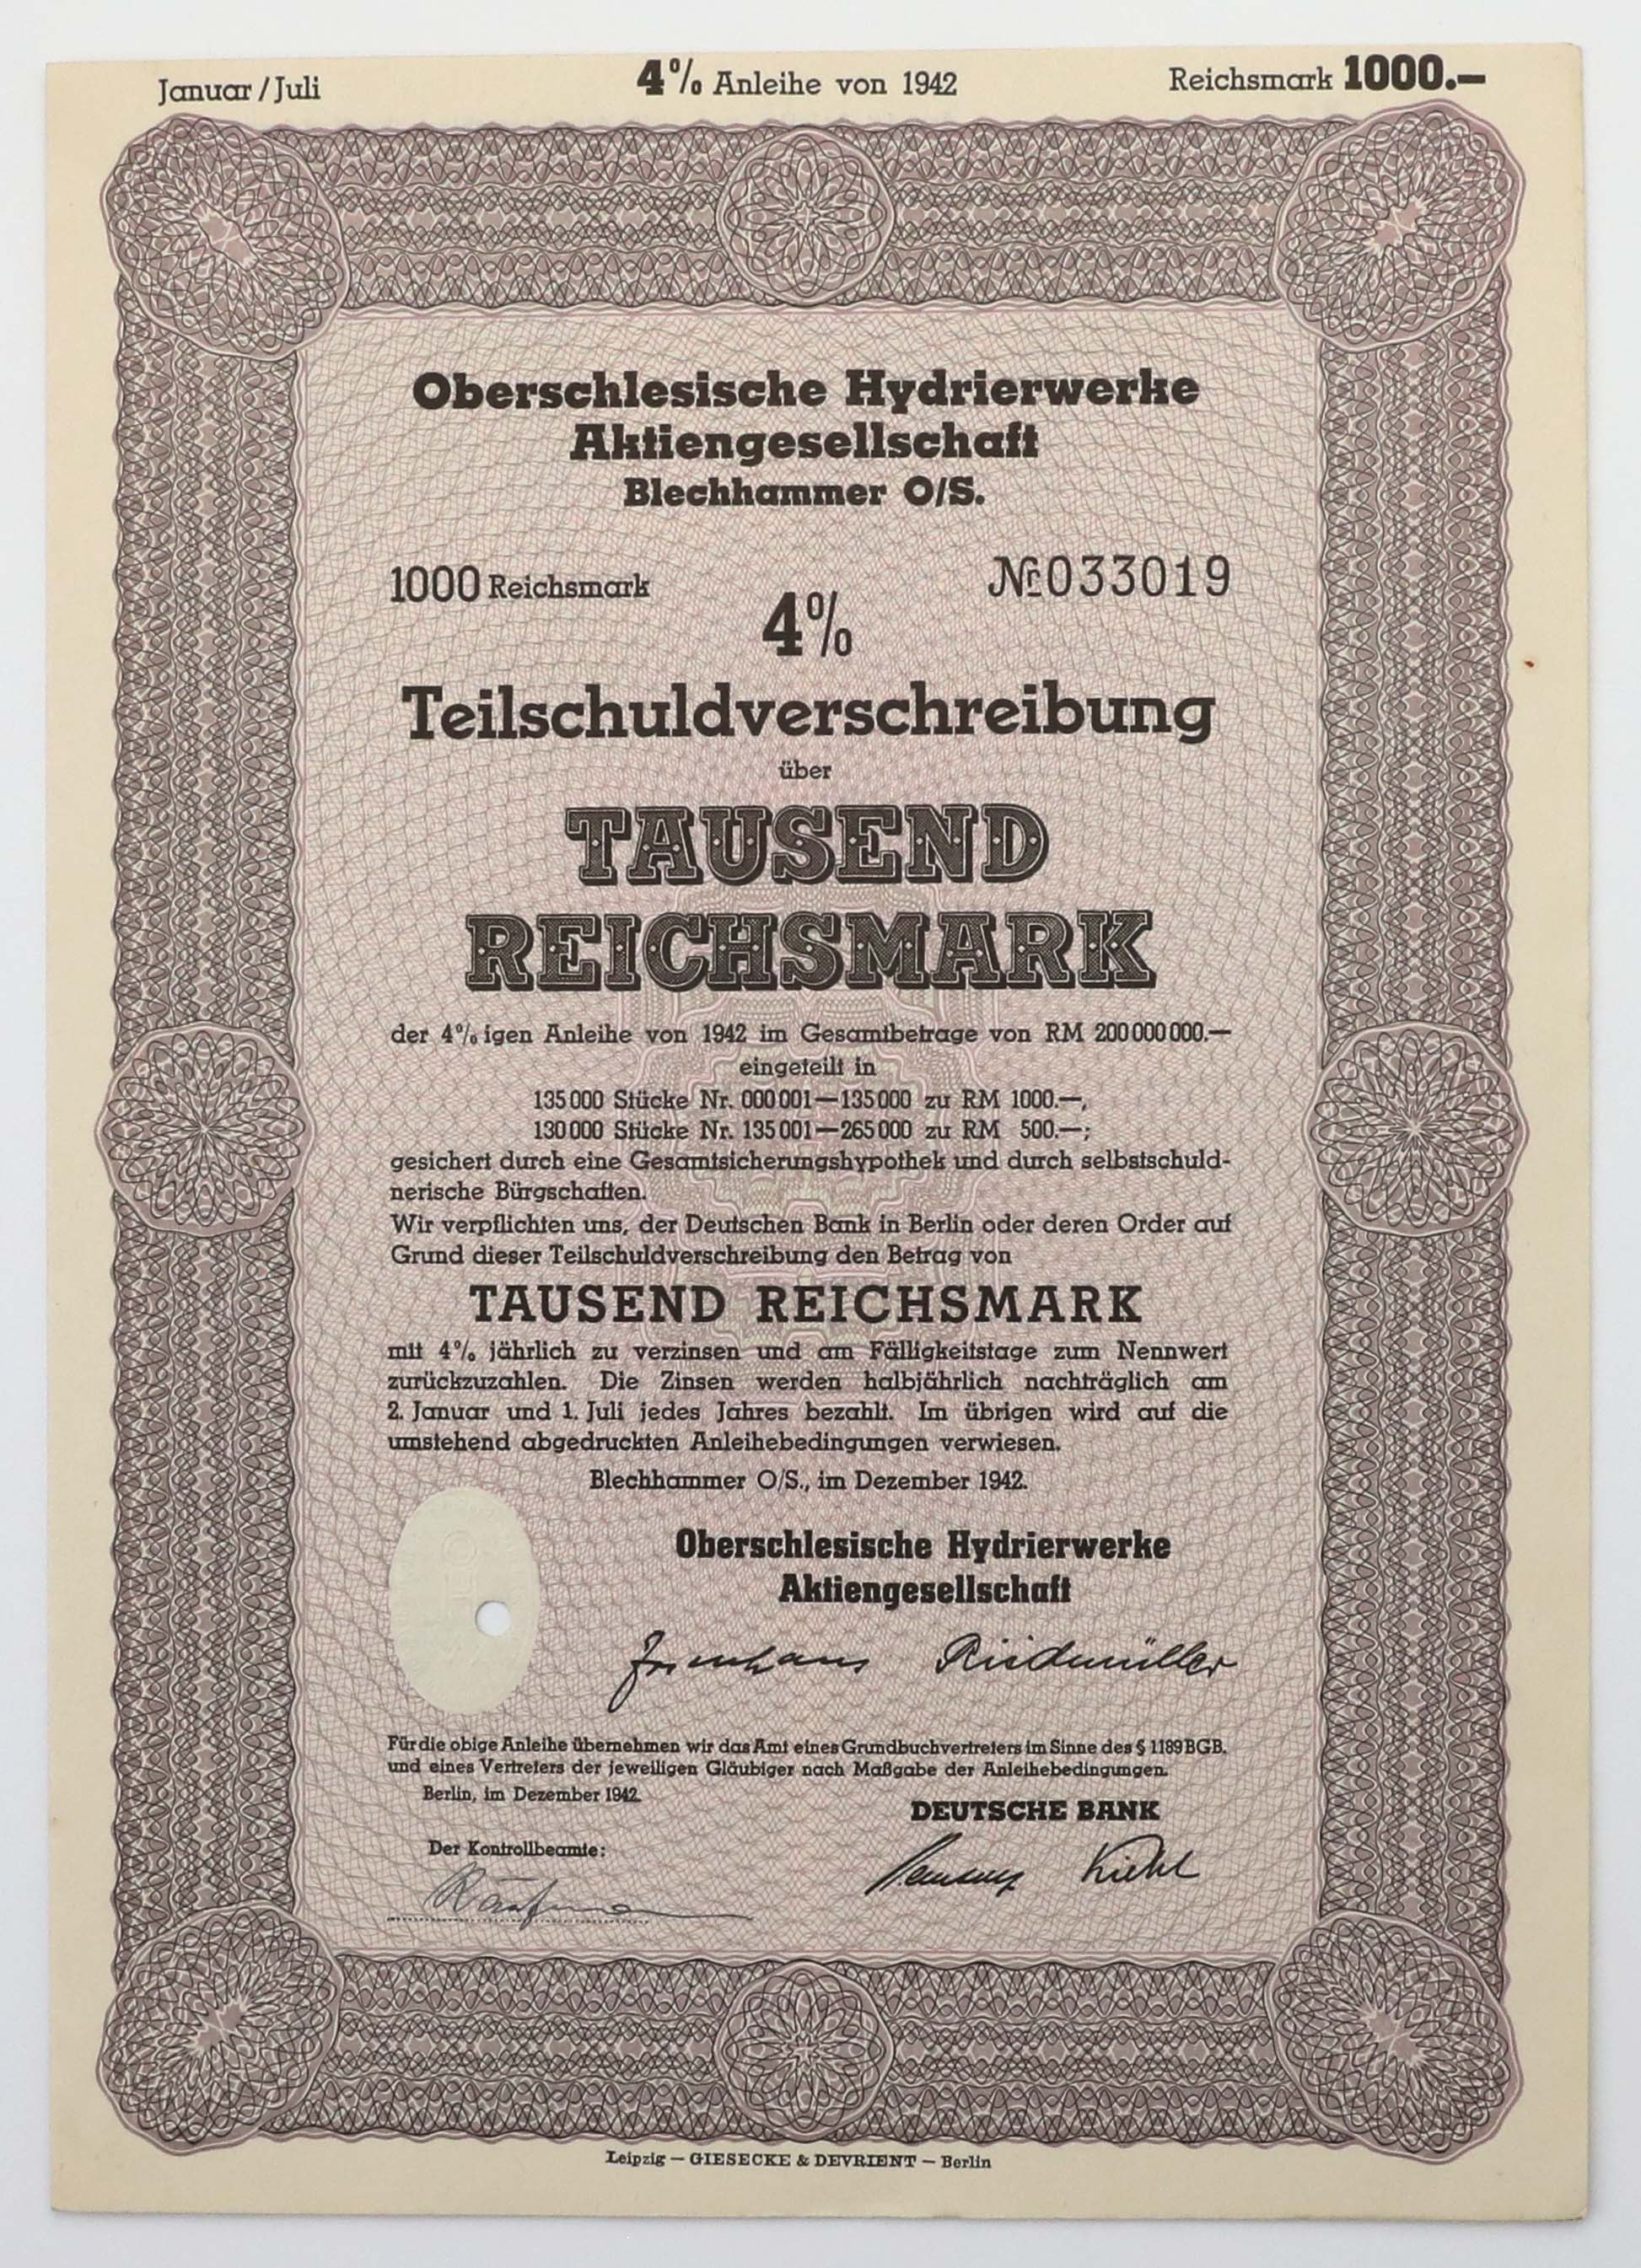 Januar / Juli 4% Anleihe von 1942 Reichsmark 1000.—
Oberschlesische Hydrierwerke
Aktiengesellschaft
Blechhammer O/S.
1000 Reichsmark № 033019
4%
Teilschuldverschreibung
über
TAUSEND
REICHSMARK
der 4% igen Anleihe von 1942 im Gesamtbetrage von RM 200 000 000.—
eingeteilt in
135 000 Stücke Nr. 000 001—135 000 zu RM 1000.—,
130 000 Stücke Nr. 135 001—265 000 zu RM 500.—;
gesichert durch eine Gesamtsicherungshypothek und durch selbstschuld-
nerische Bürgschaften.
Wir verpflichten uns, der Deutschen Bank in Berlin oder deren Order auf
Grund dieser Teilschuldverschreibung den Betrag von
TAUSEND REICHSMARK
mit 4% jährlich zu verzinsen und am Fälligkeitstage zum Nennwert
zurückzuzahlen. Die Zinsen werden halbjährlich nachträglich am
2. Januar und 1. Juli jedes Jahres bezahlt. Im übrigen wird auf die
umstehend abgedruckten Anleihebedingungen verwiesen.
Blechhammer O/S., im Dezember 1942.
Oberschlesische Hydrierwerke
Aktiengesellschaft
Riedmüller
Für die obige Anleihe übernehmen wir das Amt eines Grundbuchvertreters im Sinne des § 1189 BGB.
und eines Vertreters der jeweiligen Gläubiger nach Maßgabe der Anleihebedingungen.
Berlin, im Dezember 1942.
DEUTSCHE BANK
Der Kontrollbeamte:
Kiehl
Leipzig — GIESECKE & DEVRIENT — Berlin